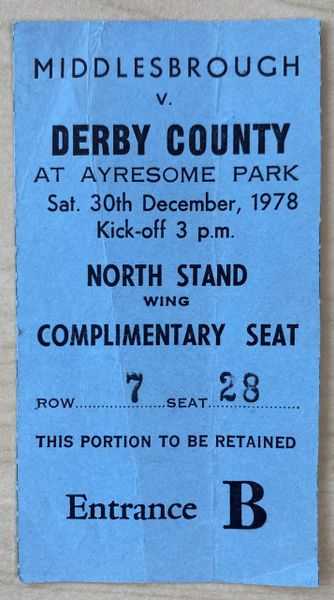 MIDDLESBROUGH
v.
DERBY COUNTY
AT AYRESOME PARK
Sat. 30th December, 1978
Kick-off 3 p.m.
NORTH STAND
WING
COMPLIMENTARY SEAT
ROW..............7.......SEAT...28.......
THIS PORTION TO BE RETAINED
Entrance B